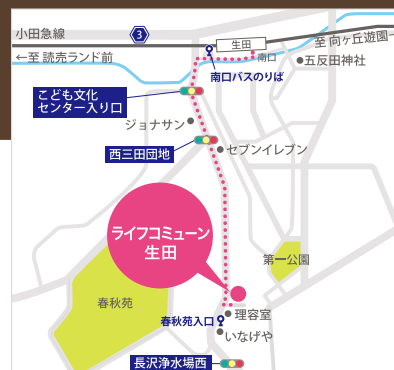 小田急線
3
生田
至 向ヶ丘遊園→
←至 読売ランド前
南口
五反田神社
南口バスのりば
こども文化
センター入り口
ジョナサン
西三田団地
セブンイレブン
ライフコミューン
生田
第一公園
春秋苑
理容室
春秋苑入口
いなげや
長沢浄水場西